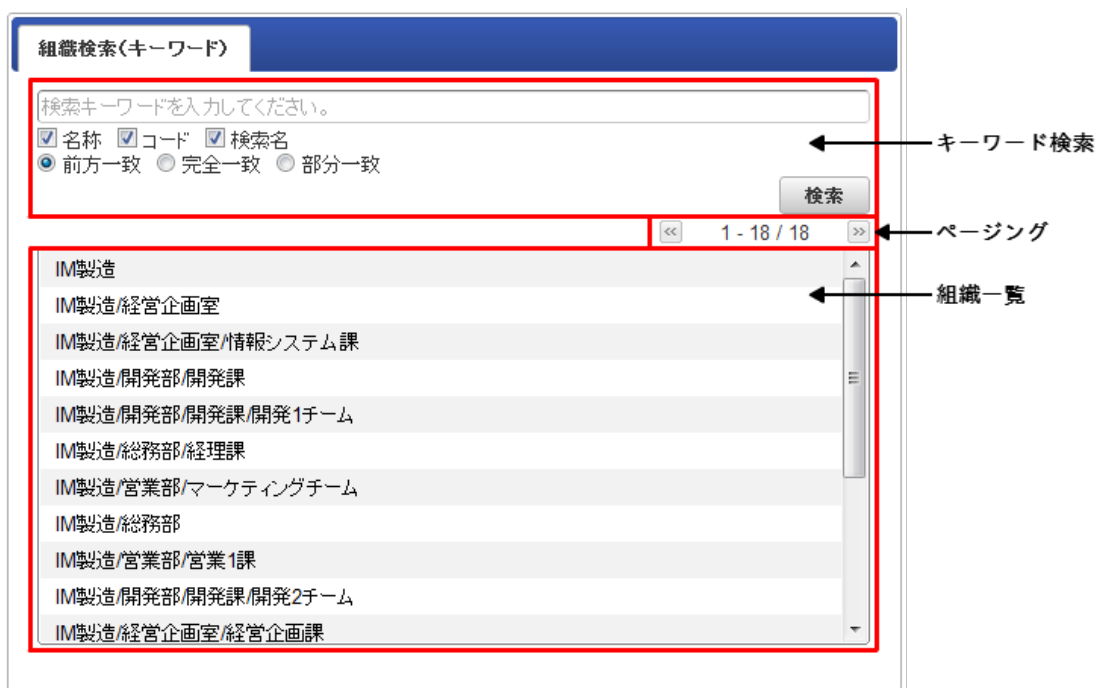 組織検索(キーワード)
検索キーワードを入力してください。
名称 コード 検索名
前方一致 完全一致 部分一致
キーワード検索
検索
<< 1 - 18 / 18 >>
ページング
IM製造
IM製造/経営企画室
組織一覧
IM製造/経営企画室/情報システム課
IM製造/開発部/開発課
IM製造/開発部/開発課/開発1チーム
IM製造/総務部/経理課
IM製造/営業部/マーケティングチーム
IM製造/総務部
IM製造/営業部/営業1課
IM製造/開発部/開発課/開発2チーム
IM製造/経営企画室/経営企画課